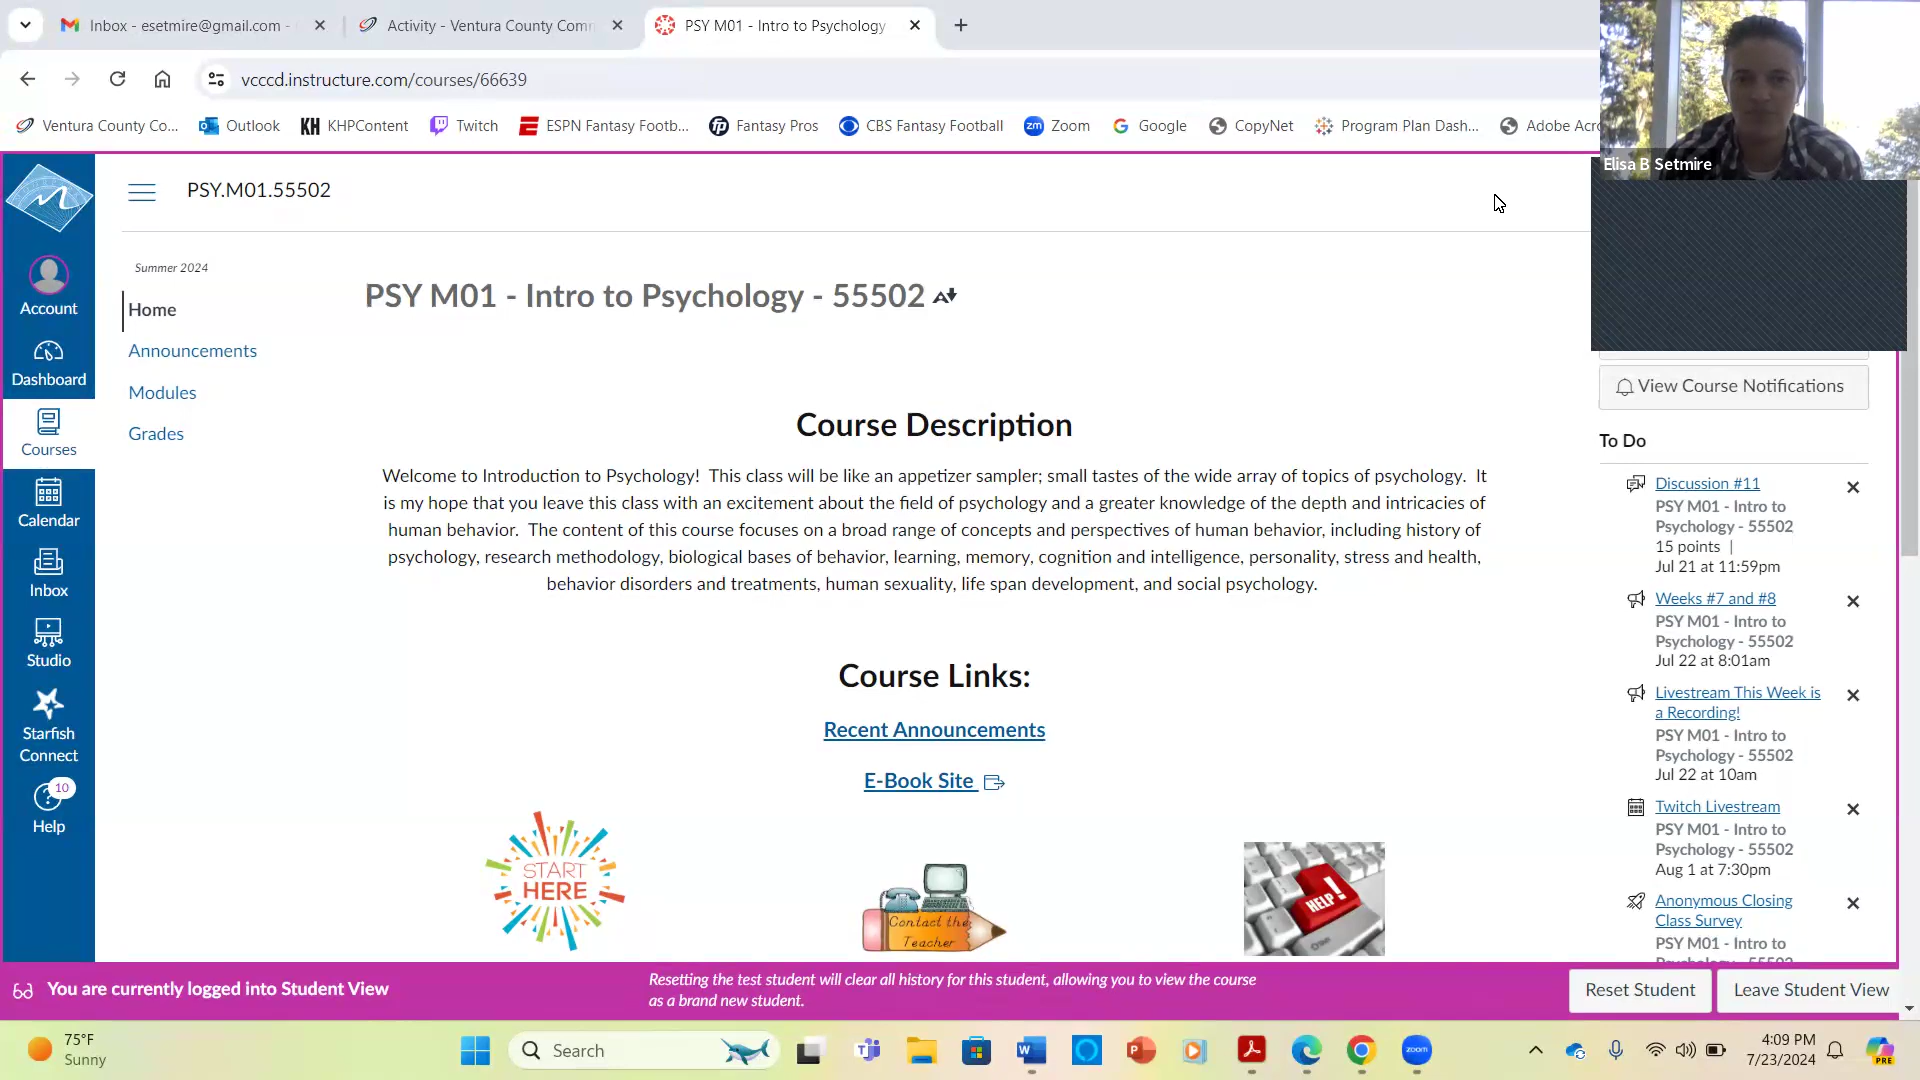 Inbox - esetmire@gmail.com -
Activity - Ventura County Com
PSY M01 - Intro to Psychology
vcccd.instructure.com/courses/66639
Ventura County Co...
Outlook
KHPContent
Twitch
ESPN Fantasy Footb...
Fantasy Pros
CBS Fantasy Football
Zoom
Google
CopyNet
Program Plan Dash...
Adobe Acro
Elisa B Setmire
PSY.M01.55502
Account
Dashboard
Courses
Calendar
Inbox
Studio
Starfish
Connect
10
Help
Summer 2024
Home
Announcements
Modules
Grades
PSY M01 - Intro to Psychology - 55502
Course Description
Welcome to Introduction to Psychology!  This class will be like an appetizer sampler; small tastes of the wide array of topics of psychology.  It
is my hope that you leave this class with an excitement about the field of psychology and a greater knowledge of the depth and intricacies of
human behavior.  The content of this course focuses on a broad range of concepts and perspectives of human behavior, including history of
psychology, research methodology, biological bases of behavior, learning, memory, cognition and intelligence, personality, stress and health,
behavior disorders and treatments, human sexuality, life span development, and social psychology.
Course Links:
Recent Announcements
E-Book Site
START
HERE
Contact the
Teacher
HELP!
View Course Notifications
To Do
Discussion #11
PSY M01 - Intro to
Psychology - 55502
15 points |
Jul 21 at 11:59pm
Weeks #7 and #8
PSY M01 - Intro to
Psychology - 55502
Jul 22 at 8:01am
Livestream This Week is
a Recording!
PSY M01 - Intro to
Psychology - 55502
Jul 22 at 10am
Twitch Livestream
PSY M01 - Intro to
Psychology - 55502
Aug 1 at 7:30pm
Anonymous Closing
Class Survey
PSY M01 - Intro to
Psychology - 55502
You are currently logged into Student View
Resetting the test student will clear all history for this student, allowing you to view the course
as a brand new student.
Reset Student
Leave Student View
75°F
Sunny
Search
zoom
4:09 PM
7/23/2024
PRE